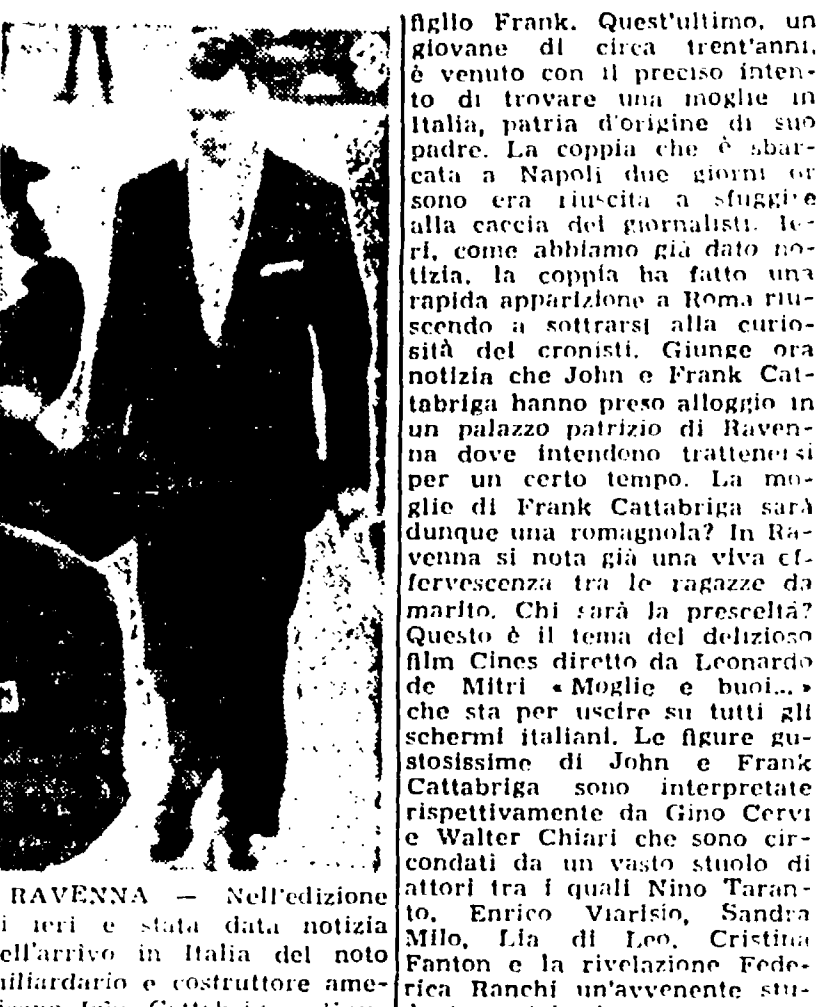 RAVENNA — Nell'edizione
i ieri e stata data notizia
ell'arrivo in Italia del noto
iliardario e costruttore ame-
figlio Frank. Quest'ultimo, un
giovane di circa trent'anni,
è venuto con il preciso inten-
to di trovare una moglie in
Italia, patria d'origine di suo
padre. La coppia che è sbar-
cata a Napoli due giorni or
sono era riuscita a sfuggire
alla caccia dei giornalisti. Ie-
ri, come abbiamo già dato no-
tizia, la coppia ha fatto una
rapida apparizione a Roma riu-
scendo a sottrarsi alla curio-
sità dei cronisti. Giunge ora
notizia che John e Frank Cat-
tabriga hanno preso alloggio in
un palazzo patrizio di Raven-
na dove intendono trattenersi
per un certo tempo. La mo-
glie di Frank Cattabriga sarà
dunque una romagnola? In Ra-
venna si nota già una viva ef-
fervescenza tra le ragazze da
marito. Chi sarà la prescelta?
Questo è il tema del delizioso
film Cines diretto da Leonardo
de Mitri « Moglie e buoi... »
che sta per uscire su tutti gli
schermi italiani. Le figure gu-
stosissime di John e Frank
Cattabriga sono interpretate
rispettivamente da Gino Cervi
e Walter Chiari che sono cir-
condati da un vasto stuolo di
attori tra i quali Nino Taran-
to, Enrico Viarisio, Sandra
Milo, Lia di Leo, Cristina
Fanton e la rivelazione Fede-
rica Ranchi un'avvenente stu-